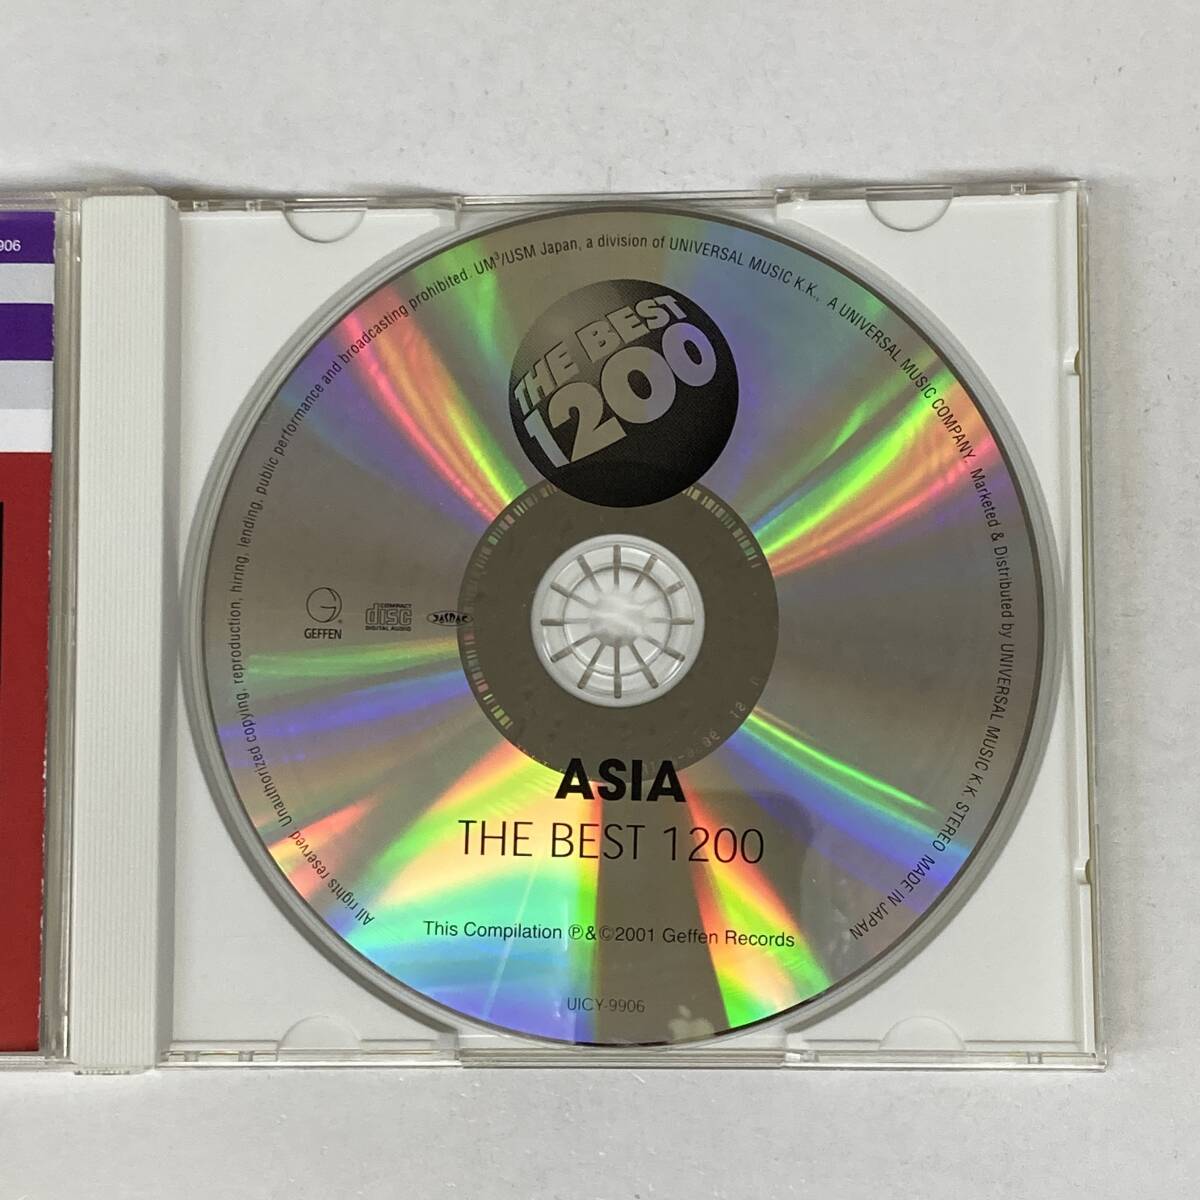 906
THE BEST
1200
All rights reserved. Unauthorized copying, reproduction, hiring, lending, public performance and broadcasting prohibited. UM³/USM Japan, a division of UNIVERSAL MUSIC K.K., A UNIVERSAL MUSIC COMPANY. Marketed & Distributed by UNIVERSAL MUSIC K.K. STEREO MADE IN JAPAN
GEFFEN
COMPACT
disc
DIGITAL AUDIO
JASRAC
ASIA
THE BEST 1200
This Compilation ℗&©2001 Geffen Records
UICY-9906